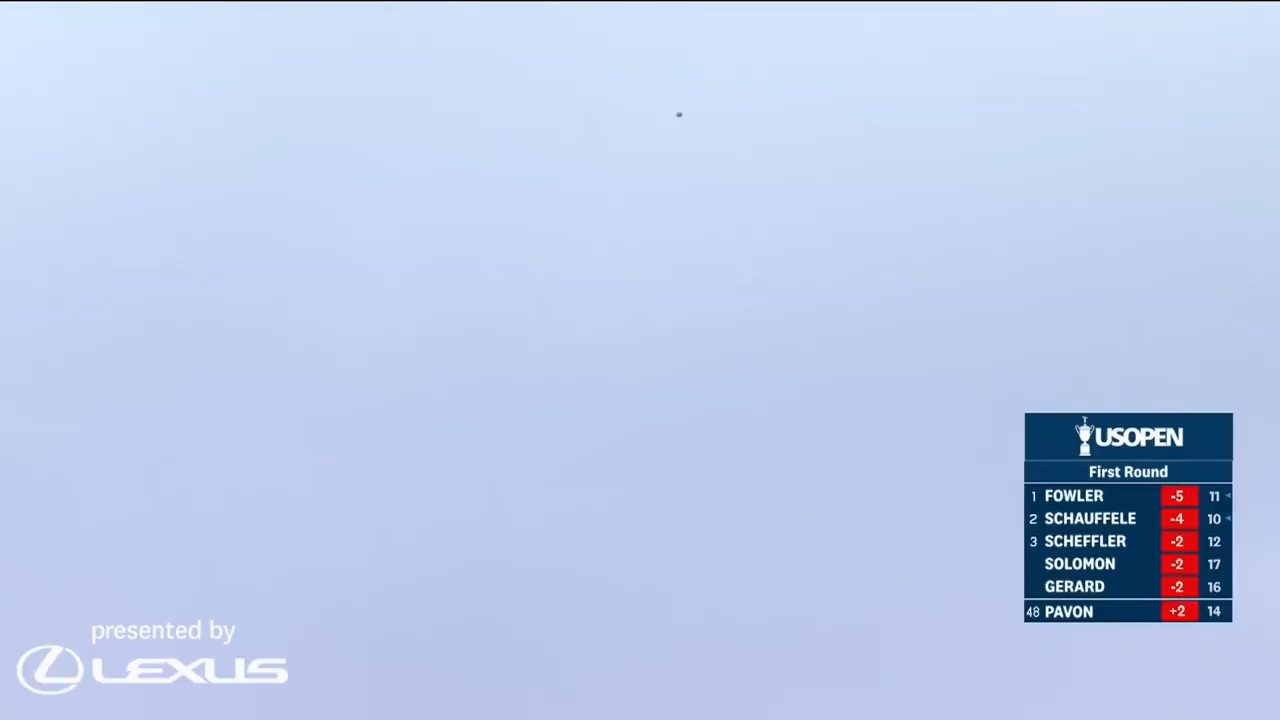 USOPEN
First Round
1 FOWLER -5 11
2 SCHAUFFELE -4 10
3 SCHEFFLER -2 12
SOLOMON -2 17
GERARD -2 16
48 PAVON +2 14
presented by
LEXUS